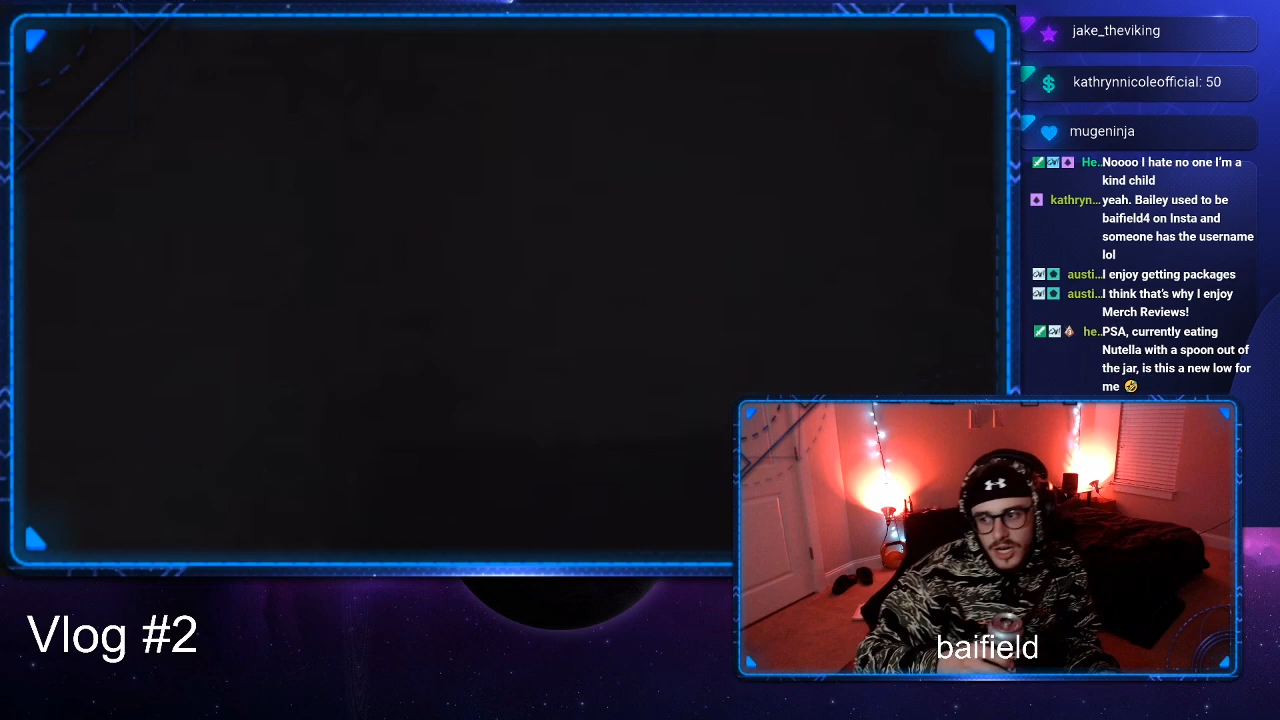 jake_theviking
kathrynnicoleofficial: 50
mugeninja
He..Noooo I hate no one I'm a
kind child
kathryn...yeah. Bailey used to be
baifield4 on Insta and
someone has the username
lol
austi...I enjoy getting packages
austi...I think that's why I enjoy
Merch Reviews!
he..PSA, currently eating
Nutella with a spoon out of
the jar, is this a new low for
me 🤣
Vlog #2
baifield